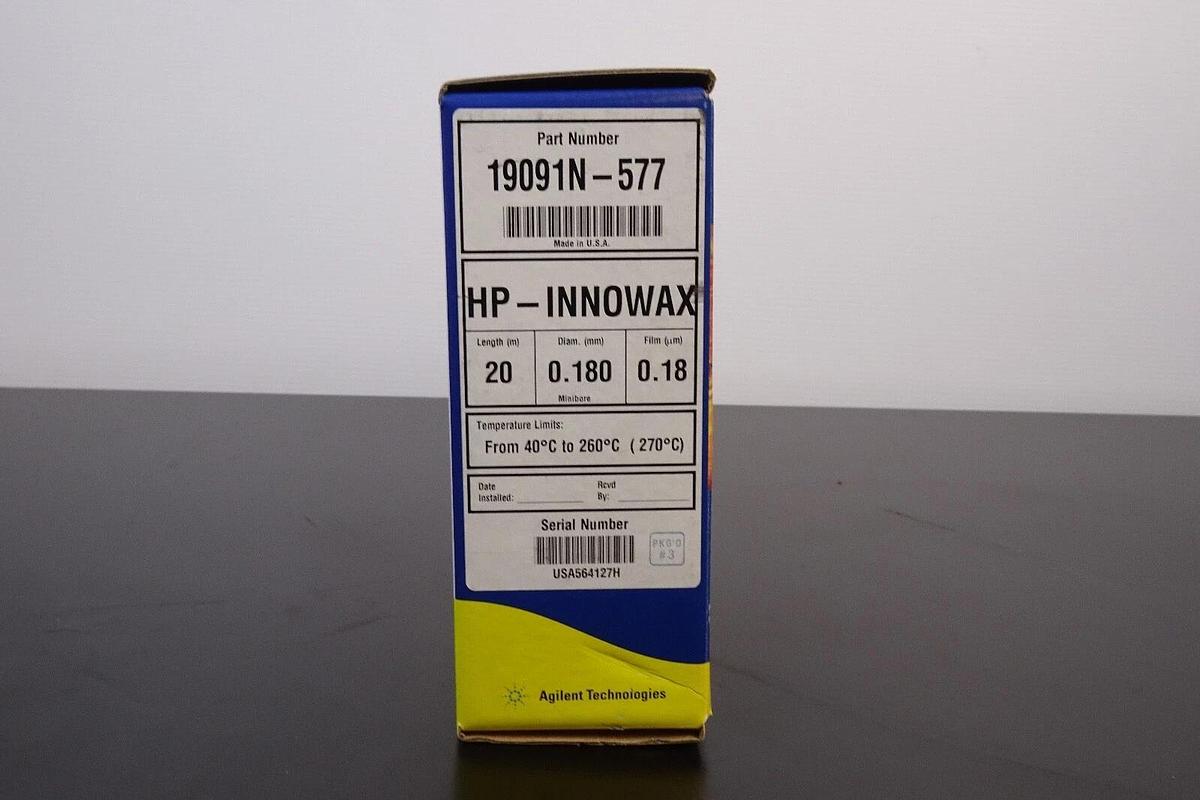 Part Number
19091N – 577
Made in U.S.A.
HP – INNOWAX
Length (m) Diam. (mm) Film (µm)
20 0.180 0.18
Minibore
Temperature Limits:
From 40°C to 260°C ( 270°C)
Date Installed: Rcvd By:
Serial Number
PKG'D
#3
USA564127H
Agilent Technologies